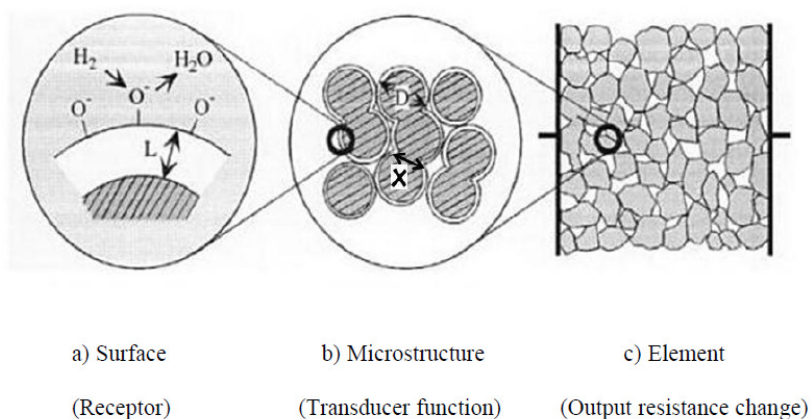 H₂
H₂O
O⁻
O⁻
O⁻
L
D
X
a) Surface
b) Microstructure
c) Element
(Receptor)
(Transducer function)
(Output resistance change)